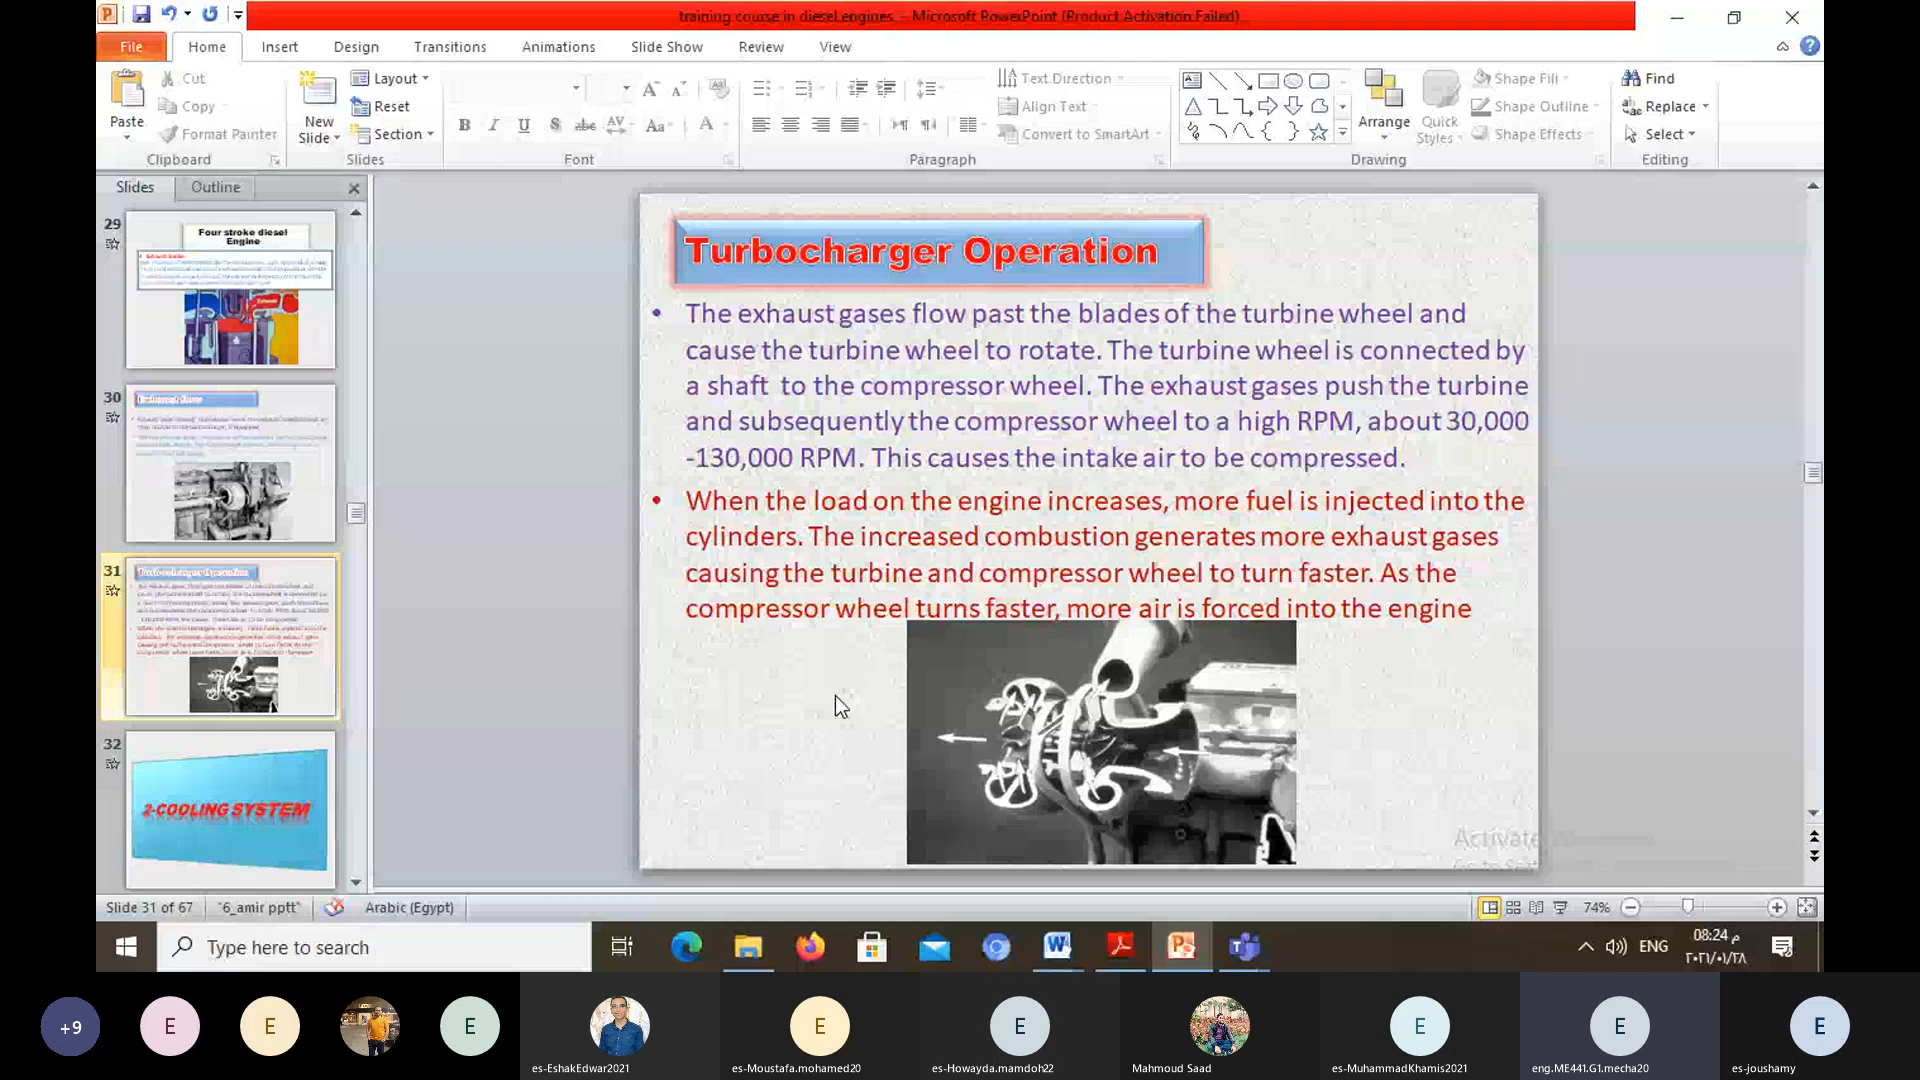 training course in diesel engines - Microsoft PowerPoint (Product Activation Failed)
File Home Insert Design Transitions Animations Slide Show Review View
Paste
Cut
Copy
Format Painter
Clipboard
New Slide
Layout
Reset
Section
Slides
Font
Text Direction
Align Text
Convert to SmartArt
Paragraph
Arrange
Quick Styles
Shape Fill
Shape Outline
Shape Effects
Drawing
Find
Replace
Select
Editing
Slides Outline
29
Four stroke diesel
Engine
30
31
32
2-COOLING SYSTEM
Turbocharger Operation
• The exhaust gases flow past the blades of the turbine wheel and
cause the turbine wheel to rotate. The turbine wheel is connected by
a shaft to the compressor wheel. The exhaust gases push the turbine
and subsequently the compressor wheel to a high RPM, about 30,000
-130,000 RPM. This causes the intake air to be compressed.
• When the load on the engine increases, more fuel is injected into the
cylinders. The increased combustion generates more exhaust gases
causing the turbine and compressor wheel to turn faster. As the
compressor wheel turns faster, more air is forced into the engine
Activate
Slide 31 of 67 "6_amir pptt" Arabic (Egypt) 74%
Type here to search
ENG
08:24 م
٢٠٢١/٠١/٢٨
+9 E E E E E E E E
es-EshakEdwar2021 es-Moustafa.mohamed20 es-Howayda.mamdoh22 Mahmoud Saad es-MuhammadKhamis2021 eng.ME441.G1.mecha20 es-joushamy